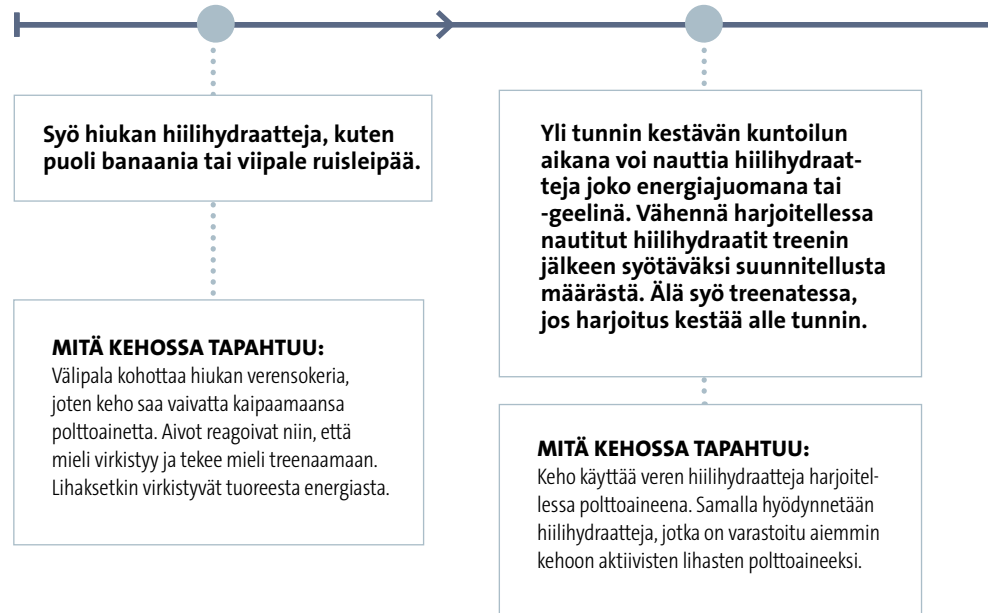 Syö hiukan hiilihydraatteja, kuten
puoli banaania tai viipale ruisleipää.
MITÄ KEHOSSA TAPAHTUU:
Välipala kohottaa hiukan verensokeria,
joten keho saa vaivatta kaipaamaansa
polttoainetta. Aivot reagoivat niin, että
mieli virkistyy ja tekee mieli treenaamaan.
Lihaksetkin virkistyvät tuoreesta energiasta.
Yli tunnin kestävän kuntoilun
aikana voi nauttia hiilihydraat-
teja joko energiajuomana tai
-geelinä. Vähennä harjoitellessa
nautitut hiilihydraatit treenin
jälkeen syötäväksi suunnitellusta
määrästä. Älä syö treenatessa,
jos harjoitus kestää alle tunnin.
MITÄ KEHOSSA TAPAHTUU:
Keho käyttää veren hiilihydraatteja harjoitel-
lessa polttoaineena. Samalla hyödynnetään
hiilihydraatteja, jotka on varastoitu aiemmin
kehoon aktiivisten lihasten polttoaineeksi.